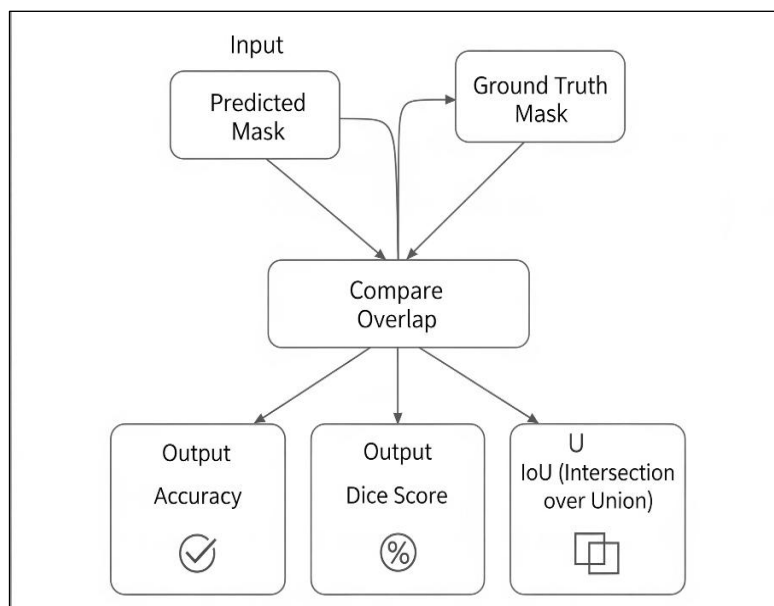 Input
Predicted
Mask
Ground Truth
Mask
Compare
Overlap
Output
Accuracy
Output
Dice Score
%
U
IoU (Intersection
over Union)